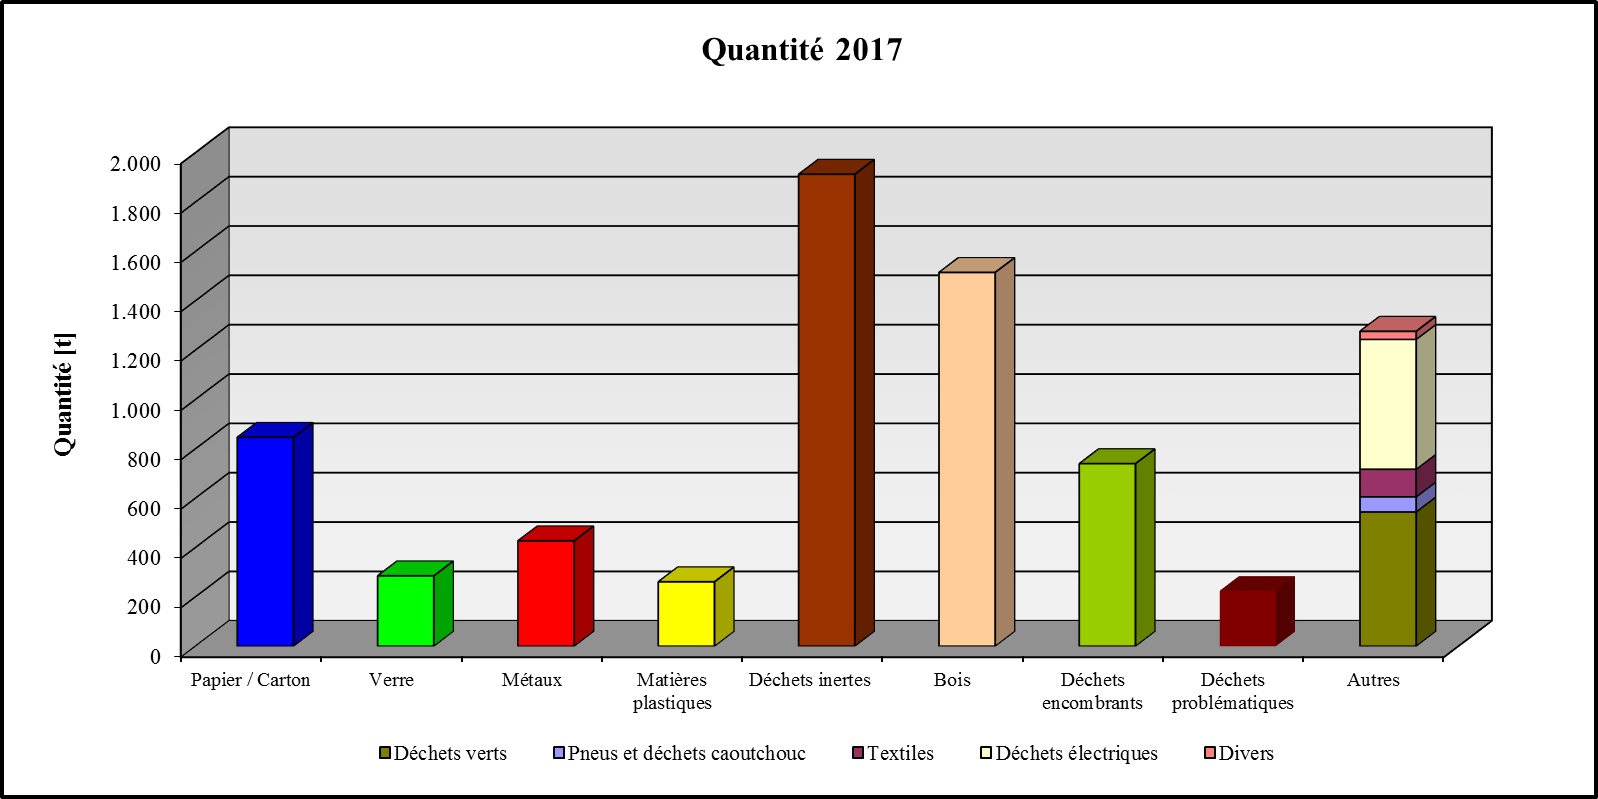 Quantité 2017
Quantité [t]
2.000
1.800
1.600
1.400
1.200
1.000
800
600
400
200
0
Papier / Carton
Verre
Métaux
Matières
plastiques
Déchets inertes
Bois
Déchets
encombrants
Déchets
problématiques
Autres
Déchets verts
Pneus et déchets caoutchouc
Textiles
Déchets électriques
Divers